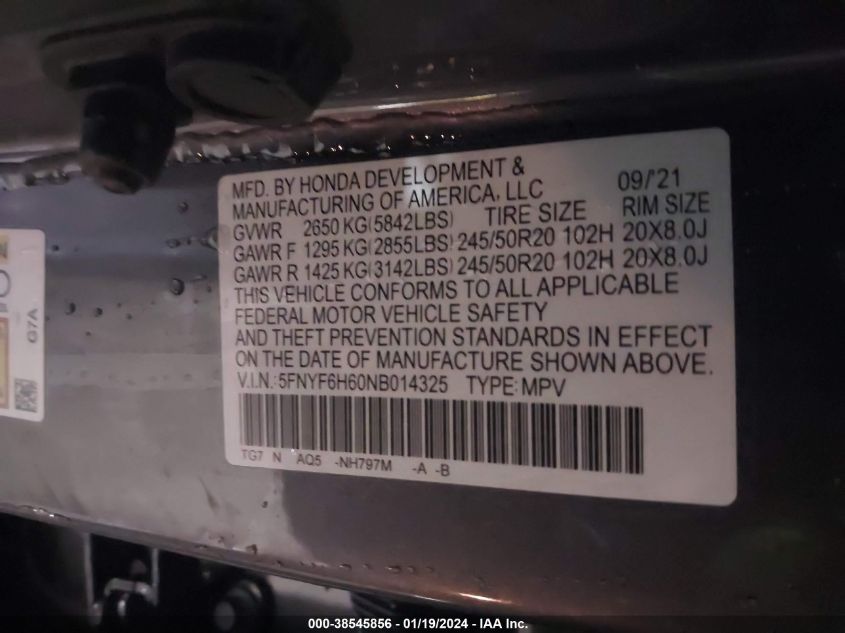 MFD. BY HONDA DEVELOPMENT &
MANUFACTURING OF AMERICA, LLC 09/'21
GVWR 2650 KG(5842LBS) TIRE SIZE RIM SIZE
GAWR F 1295 KG(2855LBS) 245/50R20 102H 20X8.0J
GAWR R 1425 KG(3142LBS) 245/50R20 102H 20X8.0J
THIS VEHICLE CONFORMS TO ALL APPLICABLE
FEDERAL MOTOR VEHICLE SAFETY
AND THEFT PREVENTION STANDARDS IN EFFECT
ON THE DATE OF MANUFACTURE SHOWN ABOVE.
V.I.N.:5FNYF6H60NB014325 TYPE:MPV
TG7 N AQ5 -NH797M -A -B
G7A
000-38545856 - 01/19/2024 - IAA Inc.